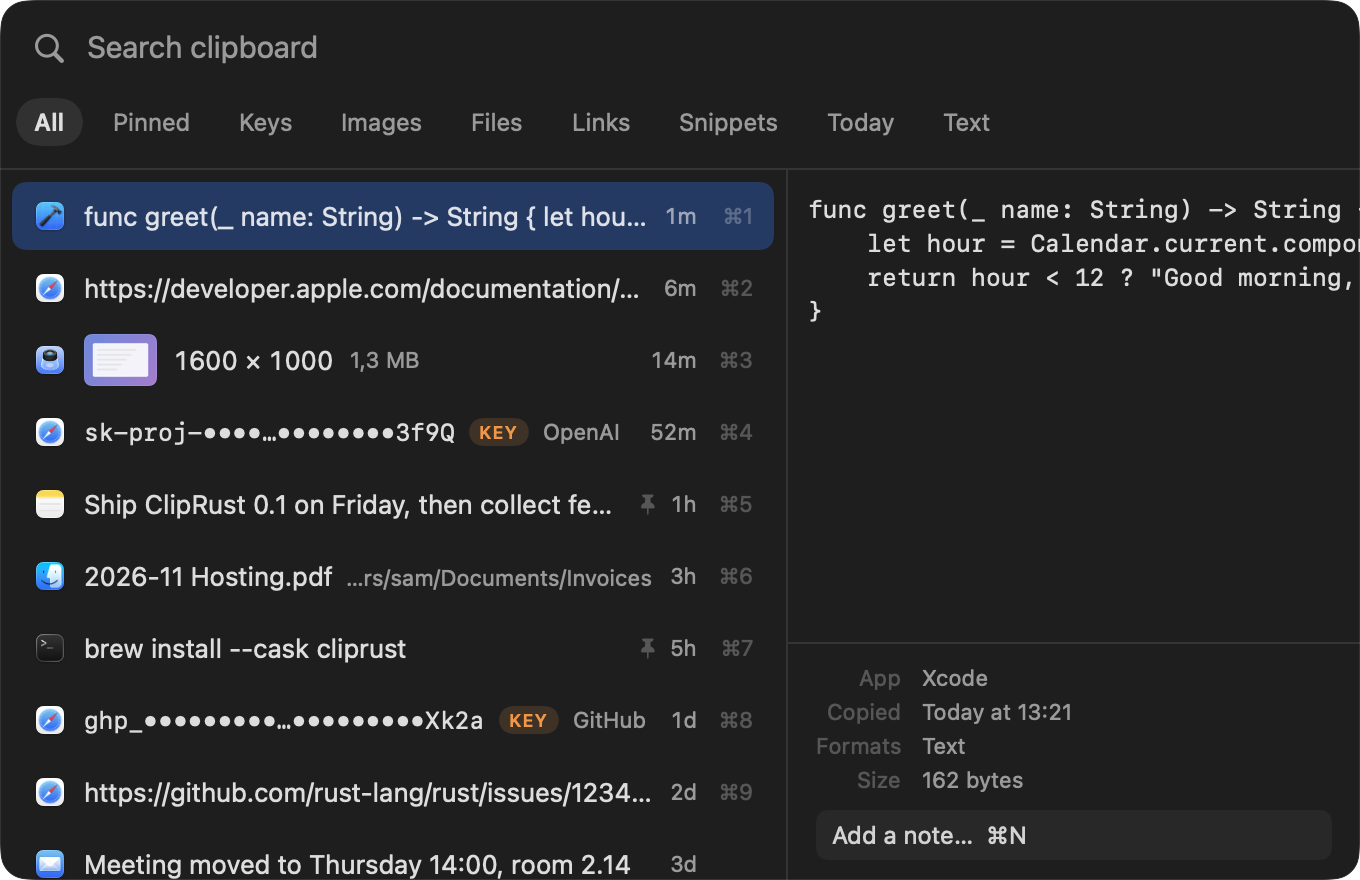 Search clipboard
All Pinned Keys Images Files Links Snippets Today Text
func greet(_ name: String) -> String { let hou... 1m ⌘1
https://developer.apple.com/documentation/... 6m ⌘2
1600 × 1000 1,3 MB 14m ⌘3
sk-proj-••••…••••••••3f9Q KEY OpenAI 52m ⌘4
Ship ClipRust 0.1 on Friday, then collect fe... 1h ⌘5
2026-11 Hosting.pdf ...rs/sam/Documents/Invoices 3h ⌘6
brew install --cask cliprust 5h ⌘7
ghp_•••••••••…•••••••••Xk2a KEY GitHub 1d ⌘8
https://github.com/rust-lang/rust/issues/1234... 2d ⌘9
Meeting moved to Thursday 14:00, room 2.14 3d
func greet(_ name: String) -> String
let hour = Calendar.current.compo
return hour < 12 ? "Good morning,
}
App Xcode
Copied Today at 13:21
Formats Text
Size 162 bytes
Add a note... ⌘N